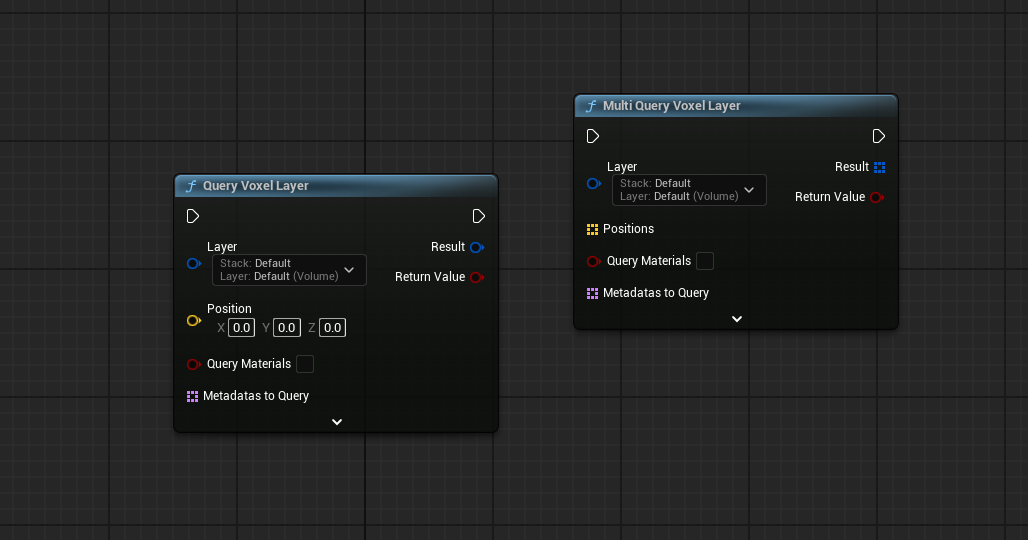 Query Voxel Layer
Layer
Stack: Default
Layer: Default (Volume)
Result
Return Value
Position
X 0.0 Y 0.0 Z 0.0
Query Materials
Metadatas to Query
Multi Query Voxel Layer
Layer
Stack: Default
Layer: Default (Volume)
Result
Return Value
Positions
Query Materials
Metadatas to Query